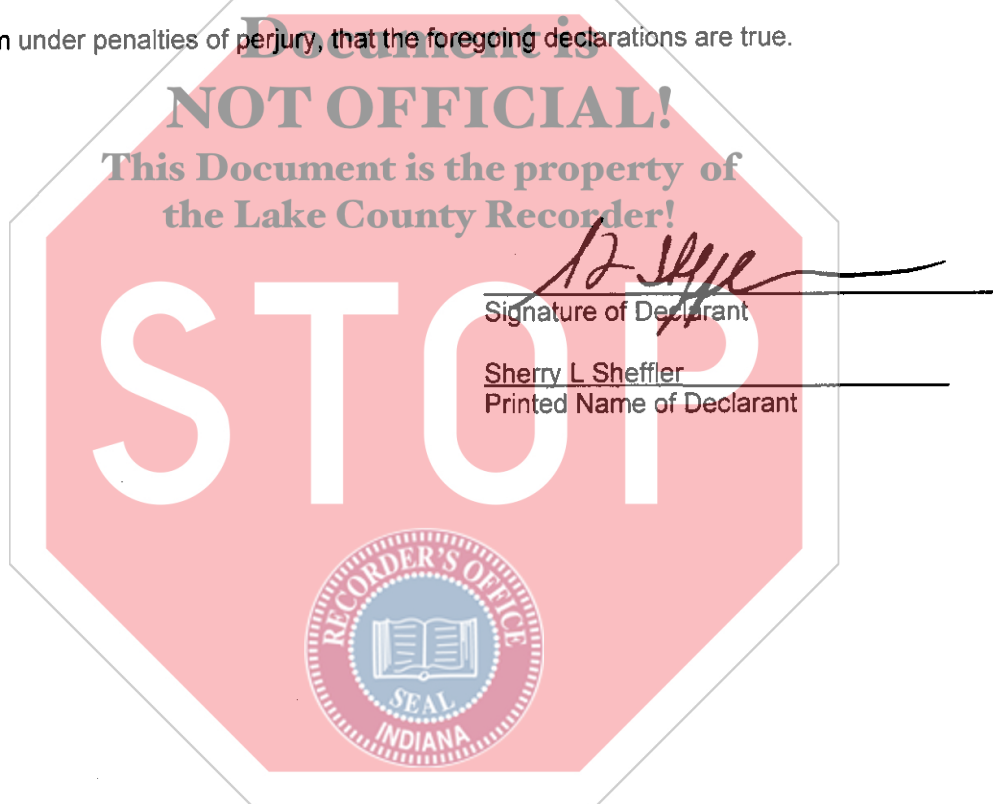 n under penalties of perjury, that the foregoing declarations are true.
Document is
NOT OFFICIAL!
This Document is the property of
the Lake County Recorder!
STOP
Signature of Declarant
Sherry L Sheffler
Printed Name of Declarant
RECORDER'S OFFICE
SEAL
INDIANA